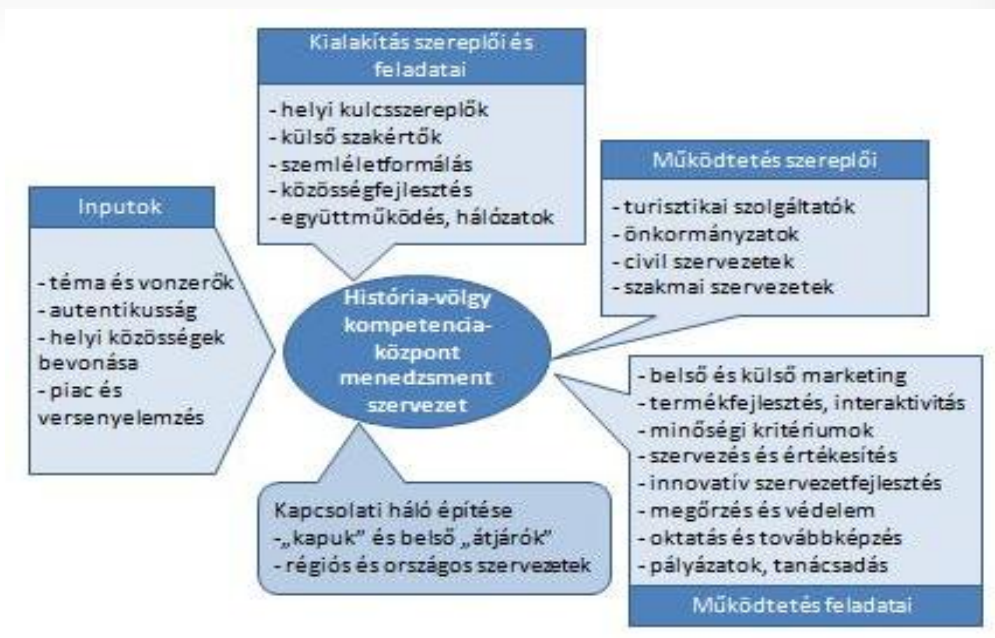 Kialakítás szereplői és
feladatai
- helyi kulcsszereplők
- külső szakértők
- szemléletformálás
- közösségfejlesztés
- együttműködés, hálózatok
Működtetés szereplői
- turisztikai szolgáltatók
- önkormányzatok
- civil szervezetek
- szakmai szervezetek
Inputok
- téma és vonzerők
- autentikusság
- helyi közösségek
bevonása
- piac és
versenyelemzés
História-völgy
kompetencia-
központ
menedzsment
szervezet
- belső és külső marketing
- termékfejlesztés, interaktivitás
- minőségi kritériumok
- szervezés és értékesítés
- innovatív szervezetfejlesztés
- megőrzés és védelem
- oktatás és továbbképzés
- pályázatok, tanácsadás
Működtetés feladatai
Kapcsolati háló építése
-„kapuk” és belső „átjárók”
- régiós és országos szervezetek